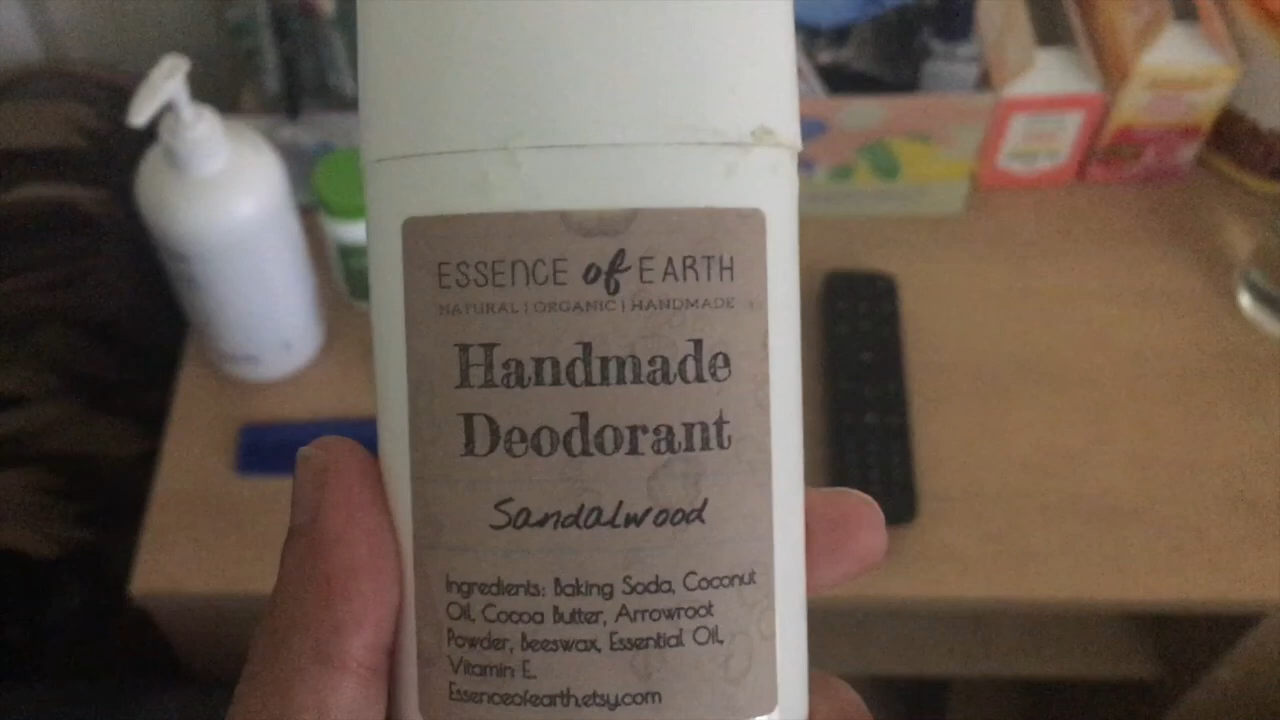 ESSENCE of EARTH
NATURAL | ORGANIC | HANDMADE
Handmade
Deodorant
Sandalwood
Ingredients: Baking Soda, Coconut
Oil, Cocoa Butter, Arrowroot
Powder, Beeswax, Essential Oil,
Vitamin E.
Essenceofearth.etsy.com